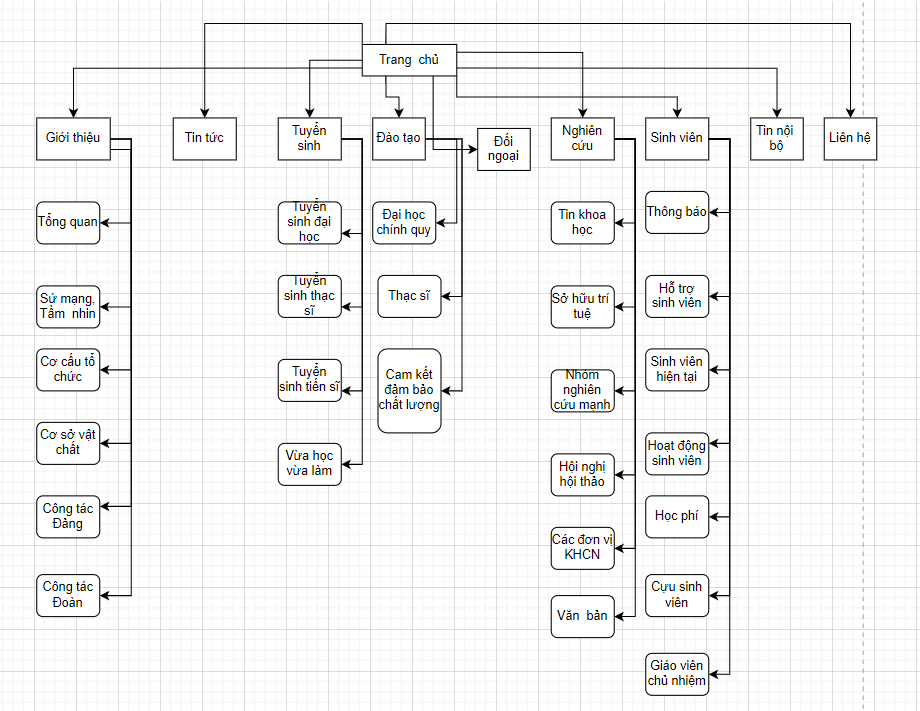 Trang chủ
Giới thiệu
Tin tức
Tuyển
sinh
Đào tạo
Đối
ngoại
Nghiên
cứu
Sinh viên
Tin nội
bộ
Liên hệ
Tổng quan
Sứ mạng,
Tầm nhin
Cơ cấu tổ
chức
Cơ sở vật
chất
Công tác
Đảng
Công tác
Đoàn
Tuyển
sinh đại
học
Tuyển
sinh thạc
sĩ
Tuyển
sinh tiến sĩ
Vừa học
vừa làm
Đại học
chính quy
Thạc sĩ
Cam kết
đảm bảo
chất lượng
Tin khoa
học
Sở hữu trí
tuệ
Nhóm
nghiên
cứu mạnh
Hội nghị
hội thảo
Các đơn vị
KHCN
Văn bản
Thông báo
Hỗ trợ
sinh viên
Sinh viên
hiện tại
Hoạt động
sinh viên
Học phí
Cựu sinh
viên
Giáo viên
chủ nhiệm